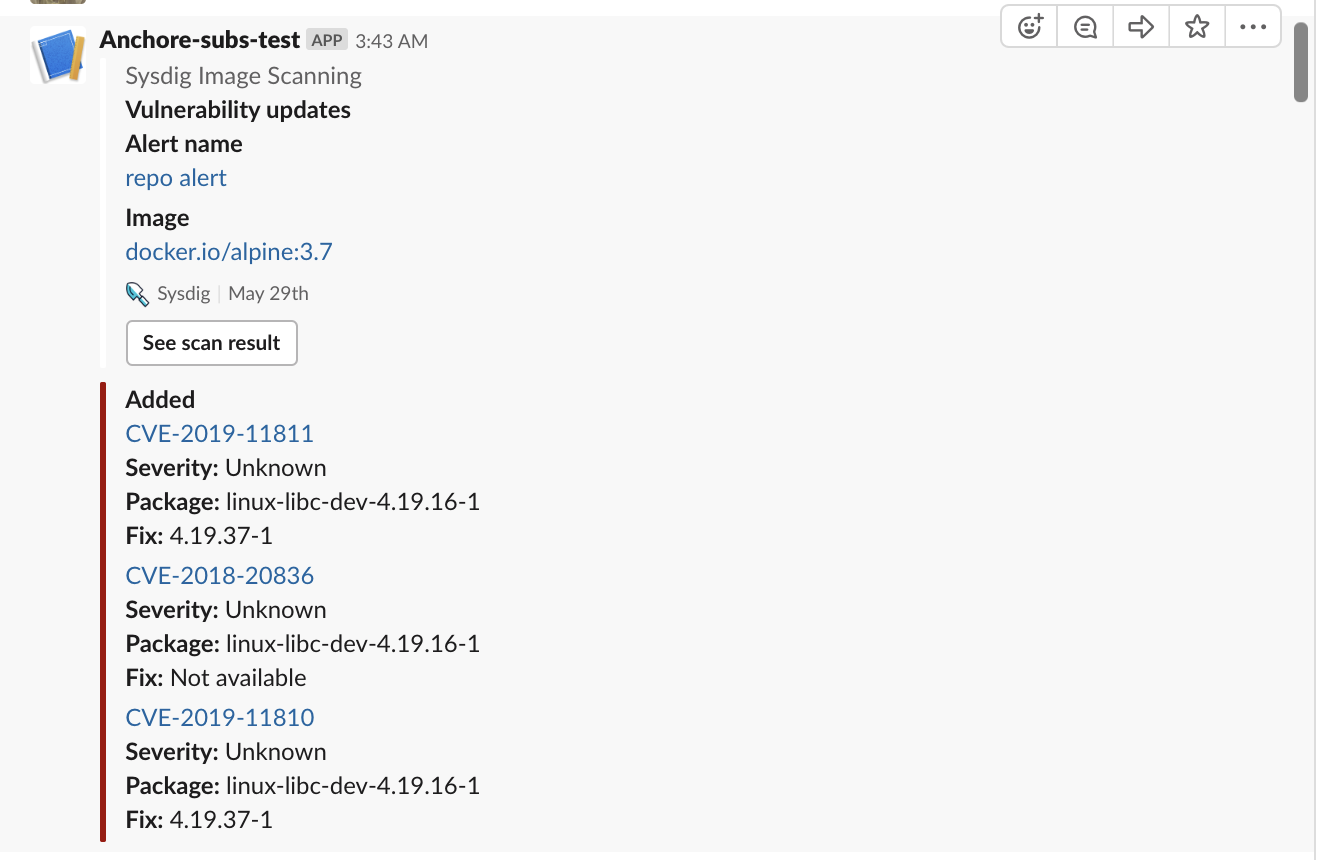 Anchore-subs-test APP 3:43 AM
Sysdig Image Scanning
Vulnerability updates
Alert name
repo alert
Image
docker.io/alpine:3.7
Sysdig | May 29th
See scan result
Added
CVE-2019-11811
Severity: Unknown
Package: linux-libc-dev-4.19.16-1
Fix: 4.19.37-1
CVE-2018-20836
Severity: Unknown
Package: linux-libc-dev-4.19.16-1
Fix: Not available
CVE-2019-11810
Severity: Unknown
Package: linux-libc-dev-4.19.16-1
Fix: 4.19.37-1